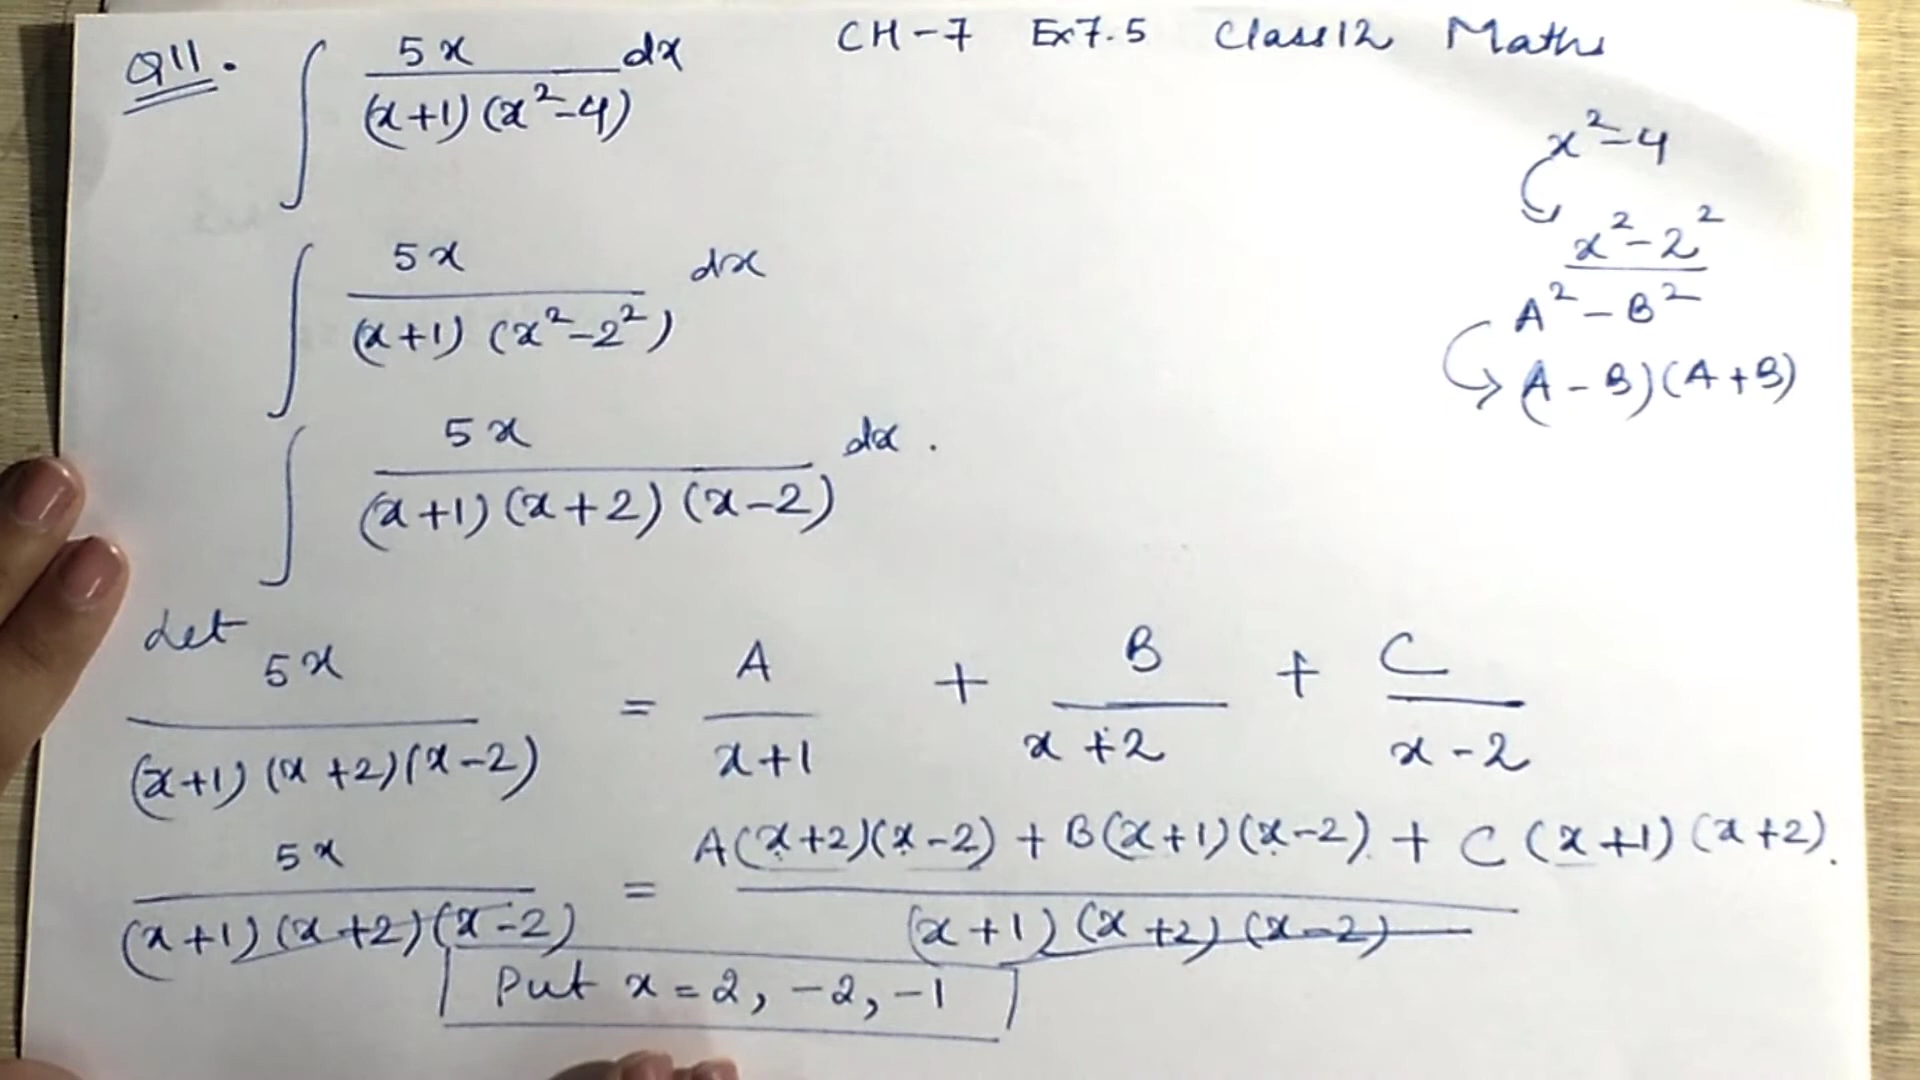 Q11. ∫ 5x/((x+1)(x²-4)) dx CH-7 Ex7.5 Class12 Maths
x²-4
x²-2²
A²-B²
(A-B)(A+B)
∫ 5x/((x+1)(x²-2²)) dx
∫ 5x/((x+1)(x+2)(x-2)) dx.
Let
5x/((x+1)(x+2)(x-2)) = A/(x+1) + B/(x+2) + C/(x-2)
5x/((x+1)(x+2)(x-2)) = (A(x+2)(x-2) + B(x+1)(x-2) + C(x+1)(x+2))/((x+1)(x+2)(x-2))
Put x=2, -2, -1